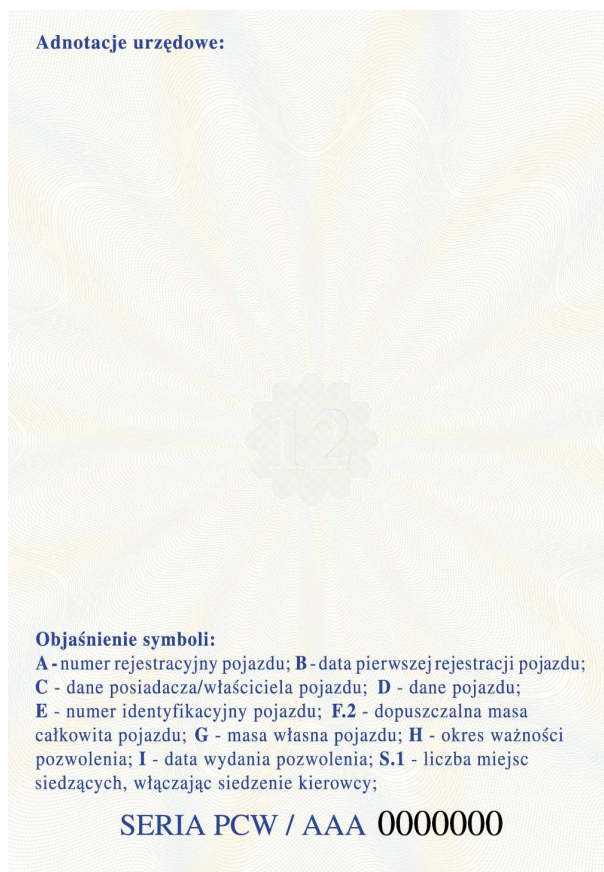 Adnotacje urzędowe:
12
Objaśnienie symboli:
A - numer rejestracyjny pojazdu; B - data pierwszej rejestracji pojazdu;
C - dane posiadacza/właściciela pojazdu; D - dane pojazdu;
E - numer identyfikacyjny pojazdu; F.2 - dopuszczalna masa
całkowita pojazdu; G - masa własna pojazdu; H - okres ważności
pozwolenia; I - data wydania pozwolenia; S.1 - liczba miejsc
siedzących, włączając siedzenie kierowcy;
SERIA PCW / AAA 0000000